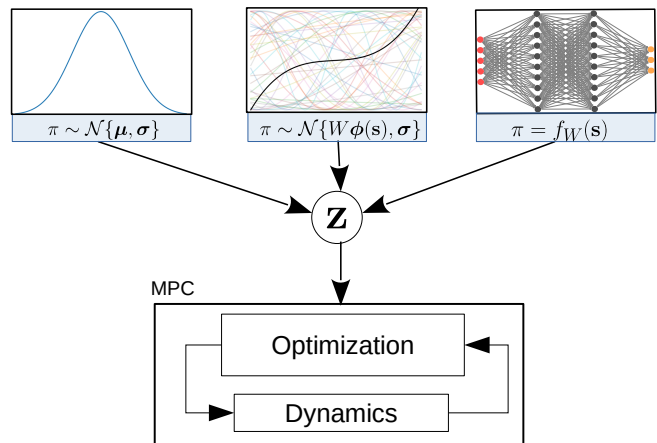 π ∼ 𝒩{μ, σ}
π ∼ 𝒩{Wϕ(s), σ}
π = f_W(s)
z
MPC
Optimization
Dynamics